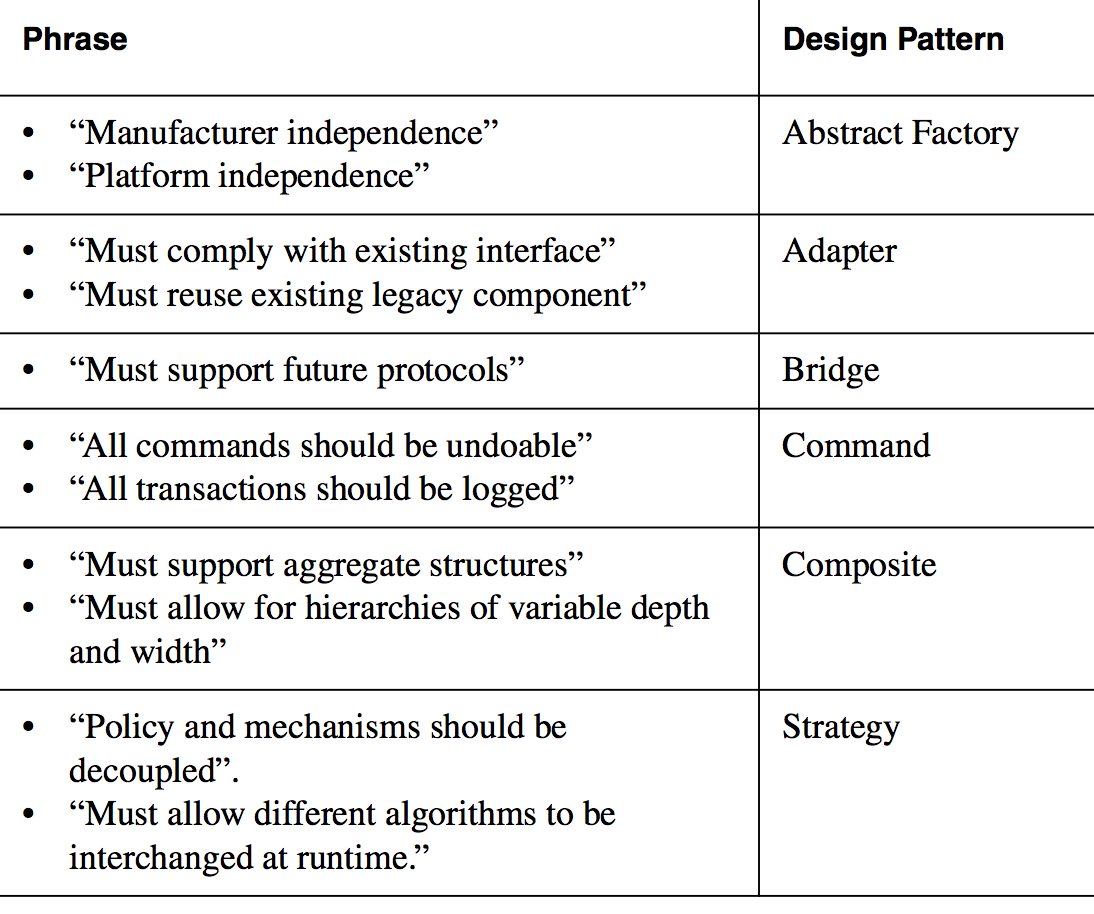 Phrase
Design Pattern
• “Manufacturer independence”
• “Platform independence”
Abstract Factory
• “Must comply with existing interface”
• “Must reuse existing legacy component”
Adapter
• “Must support future protocols”
Bridge
• “All commands should be undoable”
• “All transactions should be logged”
Command
• “Must support aggregate structures”
• “Must allow for hierarchies of variable depth
and width”
Composite
• “Policy and mechanisms should be
decoupled”.
• “Must allow different algorithms to be
interchanged at runtime.”
Strategy